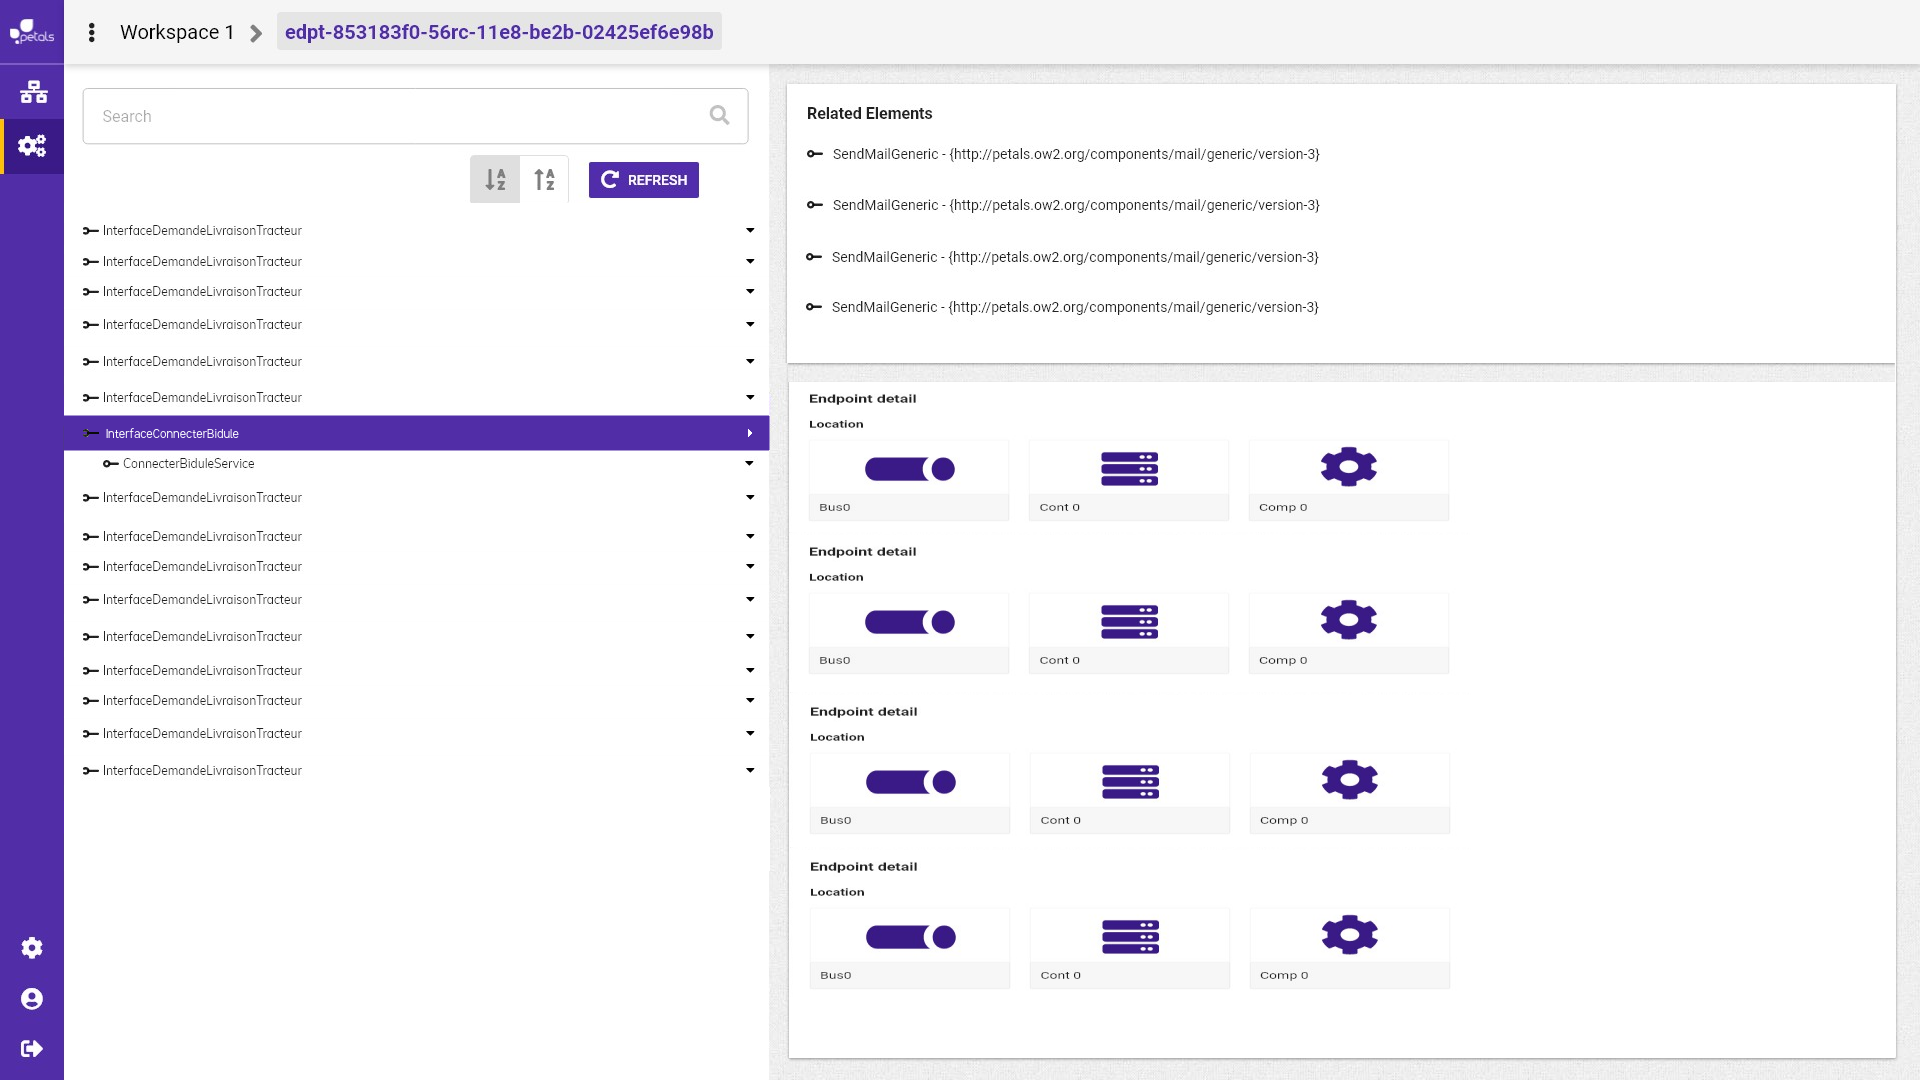 petals
Workspace 1
edpt-853183f0-56rc-11e8-be2b-02425ef6e98b
Search
A
Z
A
Z
REFRESH
InterfaceDemandeLivraisonTracteur
InterfaceDemandeLivraisonTracteur
InterfaceDemandeLivraisonTracteur
InterfaceDemandeLivraisonTracteur
InterfaceDemandeLivraisonTracteur
InterfaceDemandeLivraisonTracteur
InterfaceConnecterBidule
ConnecterBiduleService
InterfaceDemandeLivraisonTracteur
InterfaceDemandeLivraisonTracteur
InterfaceDemandeLivraisonTracteur
InterfaceDemandeLivraisonTracteur
InterfaceDemandeLivraisonTracteur
InterfaceDemandeLivraisonTracteur
InterfaceDemandeLivraisonTracteur
InterfaceDemandeLivraisonTracteur
InterfaceDemandeLivraisonTracteur
Related Elements
SendMailGeneric - {http://petals.ow2.org/components/mail/generic/version-3}
SendMailGeneric - {http://petals.ow2.org/components/mail/generic/version-3}
SendMailGeneric - {http://petals.ow2.org/components/mail/generic/version-3}
SendMailGeneric - {http://petals.ow2.org/components/mail/generic/version-3}
Endpoint detail
Location
Bus0
Cont 0
Comp 0
Endpoint detail
Location
Bus0
Cont 0
Comp 0
Endpoint detail
Location
Bus0
Cont 0
Comp 0
Endpoint detail
Location
Bus0
Cont 0
Comp 0